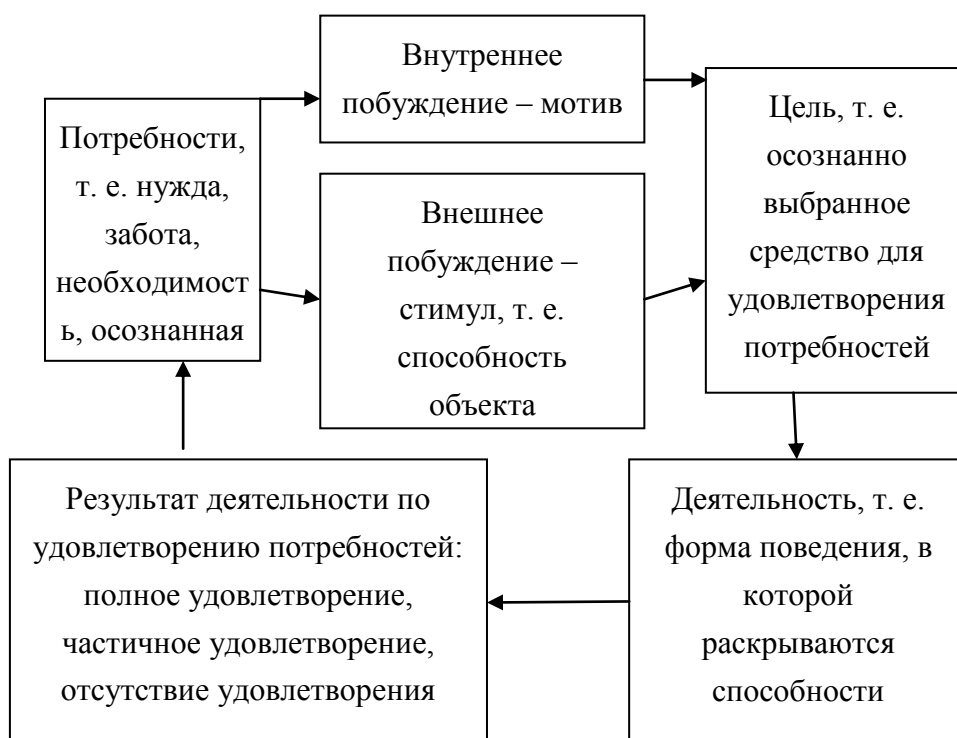 Внутреннее
побуждение – мотив
Потребности,
т. е. нужда,
забота,
необходимост
ь, осознанная
Внешнее
побуждение –
стимул, т. е.
способность
объекта
Цель, т. е.
осознанно
выбранное
средство для
удовлетворения
потребностей
Результат деятельности по
удовлетворению потребностей:
полное удовлетворение,
частичное удовлетворение,
отсутствие удовлетворения
Деятельность, т. е.
форма поведения, в
которой
раскрываются
способности